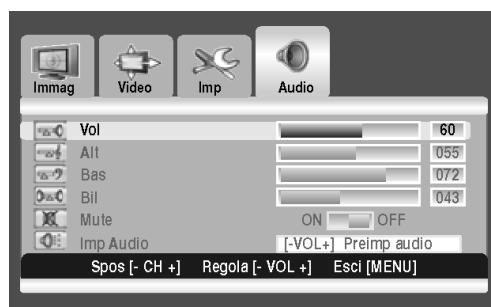 Immag Video Imp Audio
Vol 60
Alt 055
Bas 072
Bil 043
Mute ON OFF
Imp Audio [-VOL+] Preimp audio
Spos [- CH +] Regola [- VOL +] Esci [MENU]